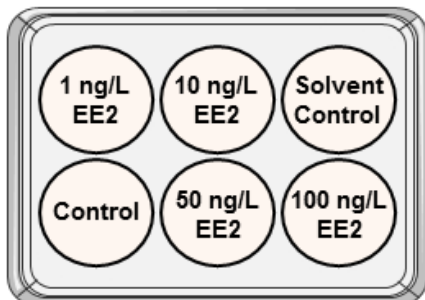 1 ng/L
EE2
10 ng/L
EE2
Solvent
Control
Control
50 ng/L
EE2
100 ng/L
EE2